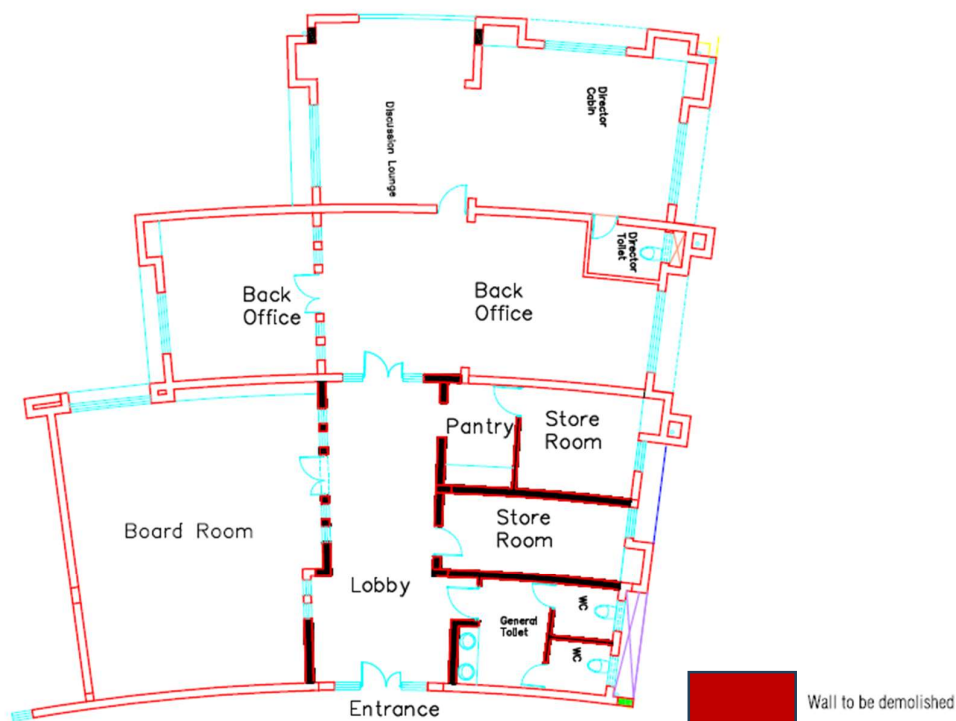 Discussion Lounge
Director
Cabin
Director
Toilet
Back
Office
Back
Office
Pantry
Store
Room
Board Room
Store
Room
Lobby
General
Toilet
WC
WC
Entrance
Wall to be demolished